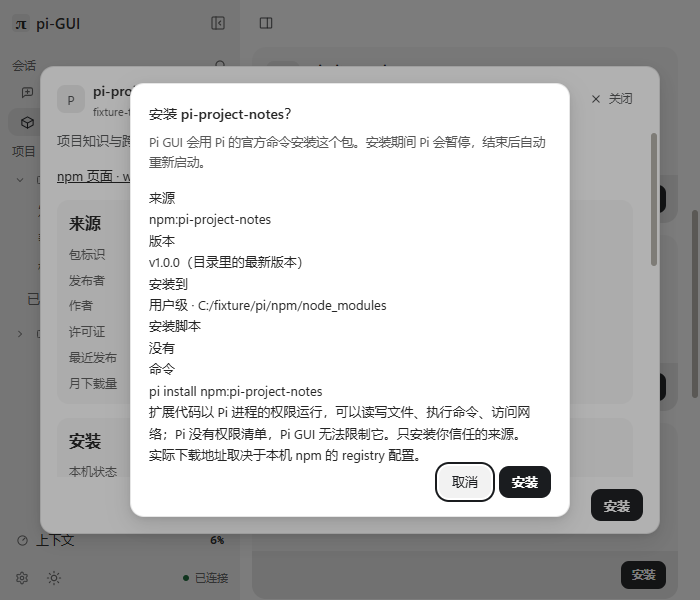 π pi-GUI
会话
项目
上下文
6%
已连接
P
fixture-t
关闭
项目知识与
npm 页面 ·
来源
包标识
发布者
作者
许可证
最近发布
月下载量
安装
本机状态
安装
安装
安装 pi-project-notes？
Pi GUI 会用 Pi 的官方命令安装这个包。安装期间 Pi 会暂停，结束后自动
重新启动。
来源
npm:pi-project-notes
版本
v1.0.0（目录里的最新版本）
安装到
用户级 · C:/fixture/pi/npm/node_modules
安装脚本
没有
命令
pi install npm:pi-project-notes
扩展代码以 Pi 进程的权限运行，可以读写文件、执行命令、访问网
络；Pi 没有权限清单，Pi GUI 无法限制它。只安装你信任的来源。
实际下载地址取决于本机 npm 的 registry 配置。
取消
安装